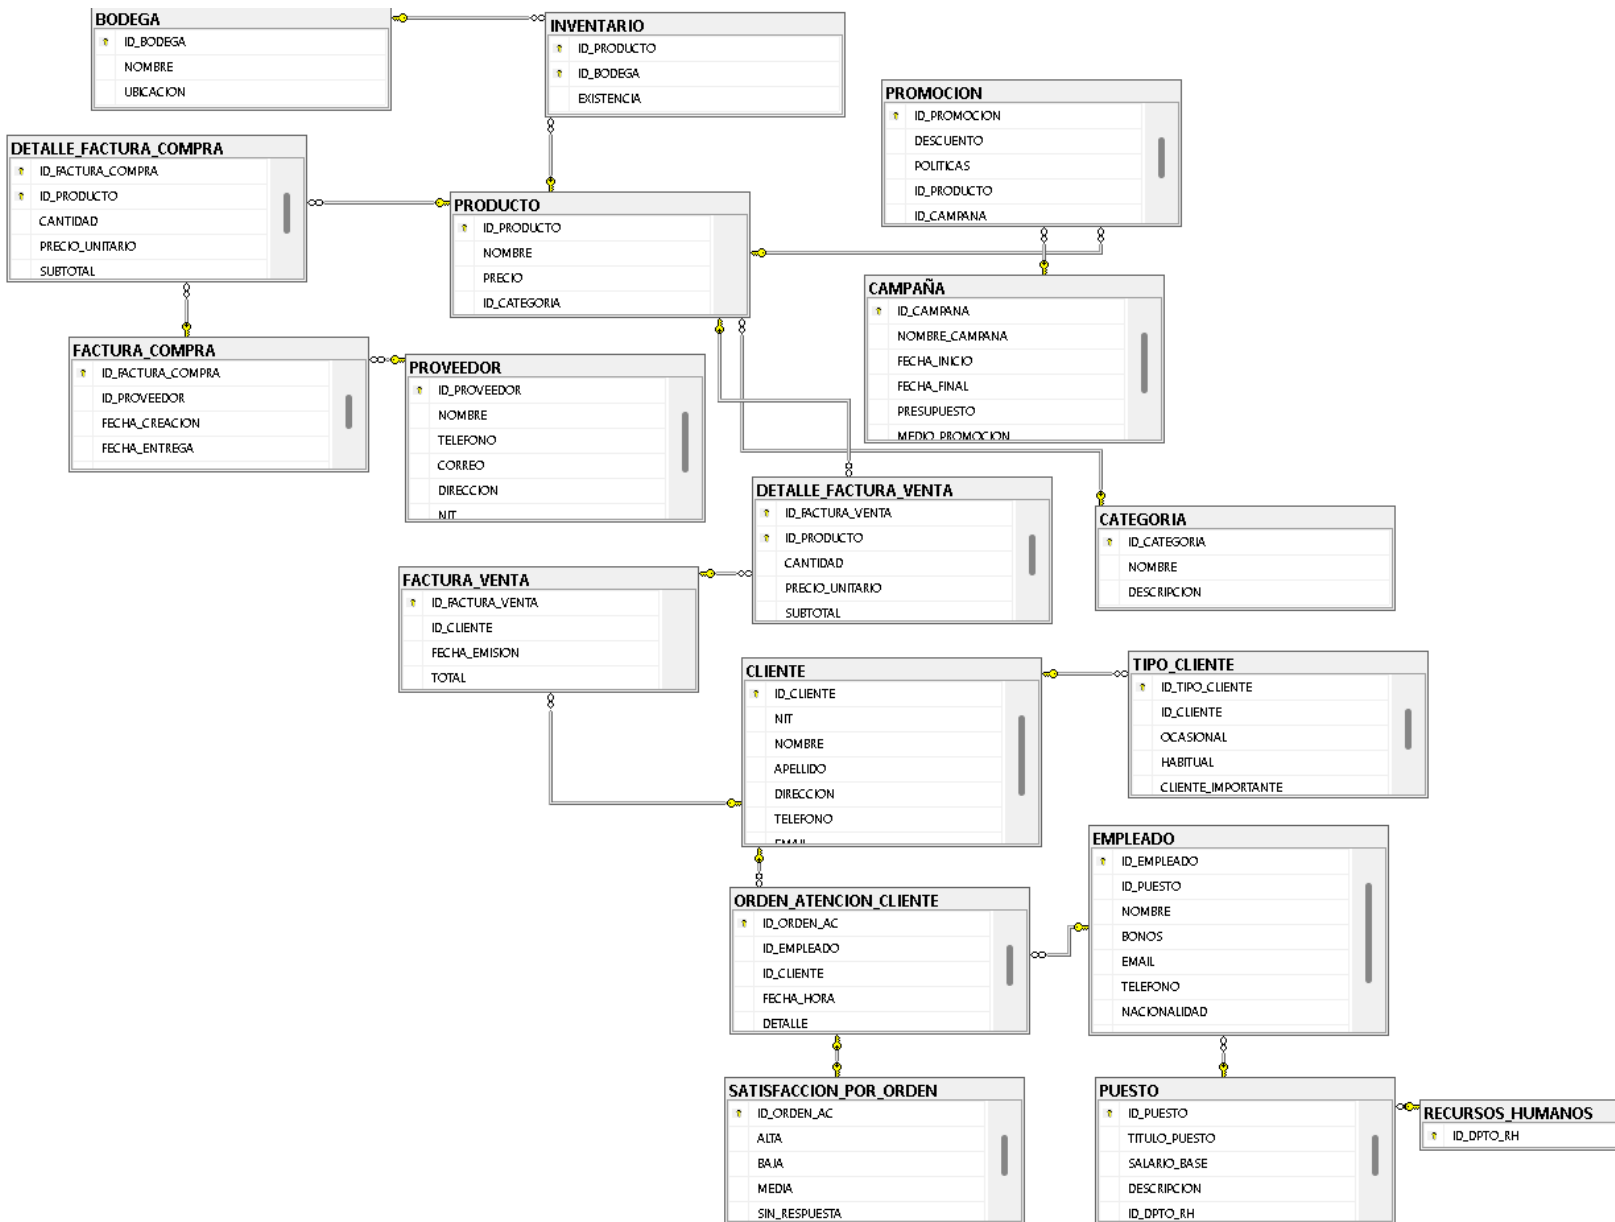 BODEGA
ID_BODEGA
NOMBRE
UBICACION
INVENTARIO
ID_PRODUCTO
ID_BODEGA
EXISTENCIA
PROMOCION
ID_PROMOCION
DESCUENTO
POLITICAS
ID_PRODUCTO
ID_CAMPANA
DETALLE_FACTURA_COMPRA
ID_FACTURA_COMPRA
ID_PRODUCTO
CANTIDAD
PRECIO_UNITARIO
SUBTOTAL
PRODUCTO
ID_PRODUCTO
NOMBRE
PRECIO
ID_CATEGORIA
CAMPAÑA
ID_CAMPANA
NOMBRE_CAMPANA
FECHA_INICIO
FECHA_FINAL
PRESUPUESTO
MEDIO_PROMOCION
FACTURA_COMPRA
ID_FACTURA_COMPRA
ID_PROVEEDOR
FECHA_CREACION
FECHA_ENTREGA
PROVEEDOR
ID_PROVEEDOR
NOMBRE
TELEFONO
CORREO
DIRECCION
NIT
DETALLE_FACTURA_VENTA
ID_FACTURA_VENTA
ID_PRODUCTO
CANTIDAD
PRECIO_UNITARIO
SUBTOTAL
CATEGORIA
ID_CATEGORIA
NOMBRE
DESCRIPCION
FACTURA_VENTA
ID_FACTURA_VENTA
ID_CLIENTE
FECHA_EMISION
TOTAL
CLIENTE
ID_CLIENTE
NIT
NOMBRE
APELLIDO
DIRECCION
TELEFONO
EMAIL
TIPO_CLIENTE
ID_TIPO_CLIENTE
ID_CLIENTE
OCASIONAL
HABITUAL
CLIENTE_IMPORTANTE
EMPLEADO
ID_EMPLEADO
ID_PUESTO
NOMBRE
BONOS
EMAIL
TELEFONO
NACIONALIDAD
ORDEN_ATENCION_CLIENTE
ID_ORDEN_AC
ID_EMPLEADO
ID_CLIENTE
FECHA_HORA
DETALLE
SATISFACCION_POR_ORDEN
ID_ORDEN_AC
ALTA
BAJA
MEDIA
SIN_RESPUESTA
PUESTO
ID_PUESTO
TITULO_PUESTO
SALARIO_BASE
DESCRIPCION
ID_DPTO_RH
RECURSOS_HUMANOS
ID_DPTO_RH